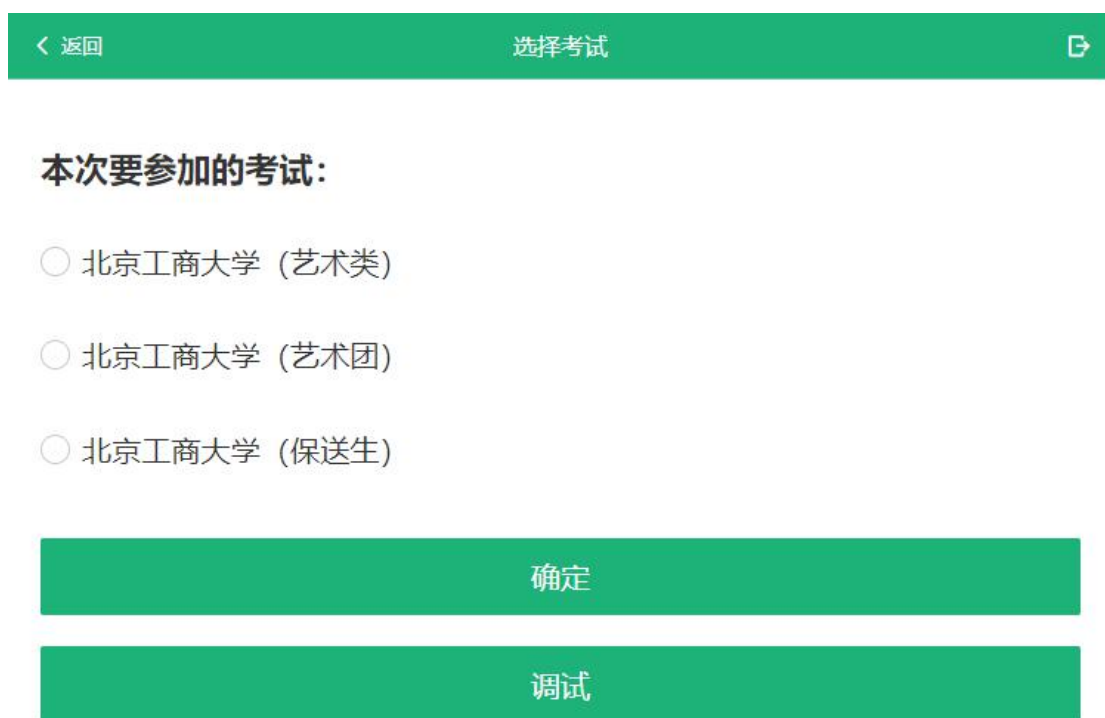 返回
选择考试
本次要参加的考试：
北京工商大学（艺术类）
北京工商大学（艺术团）
北京工商大学（保送生）
确定
调试